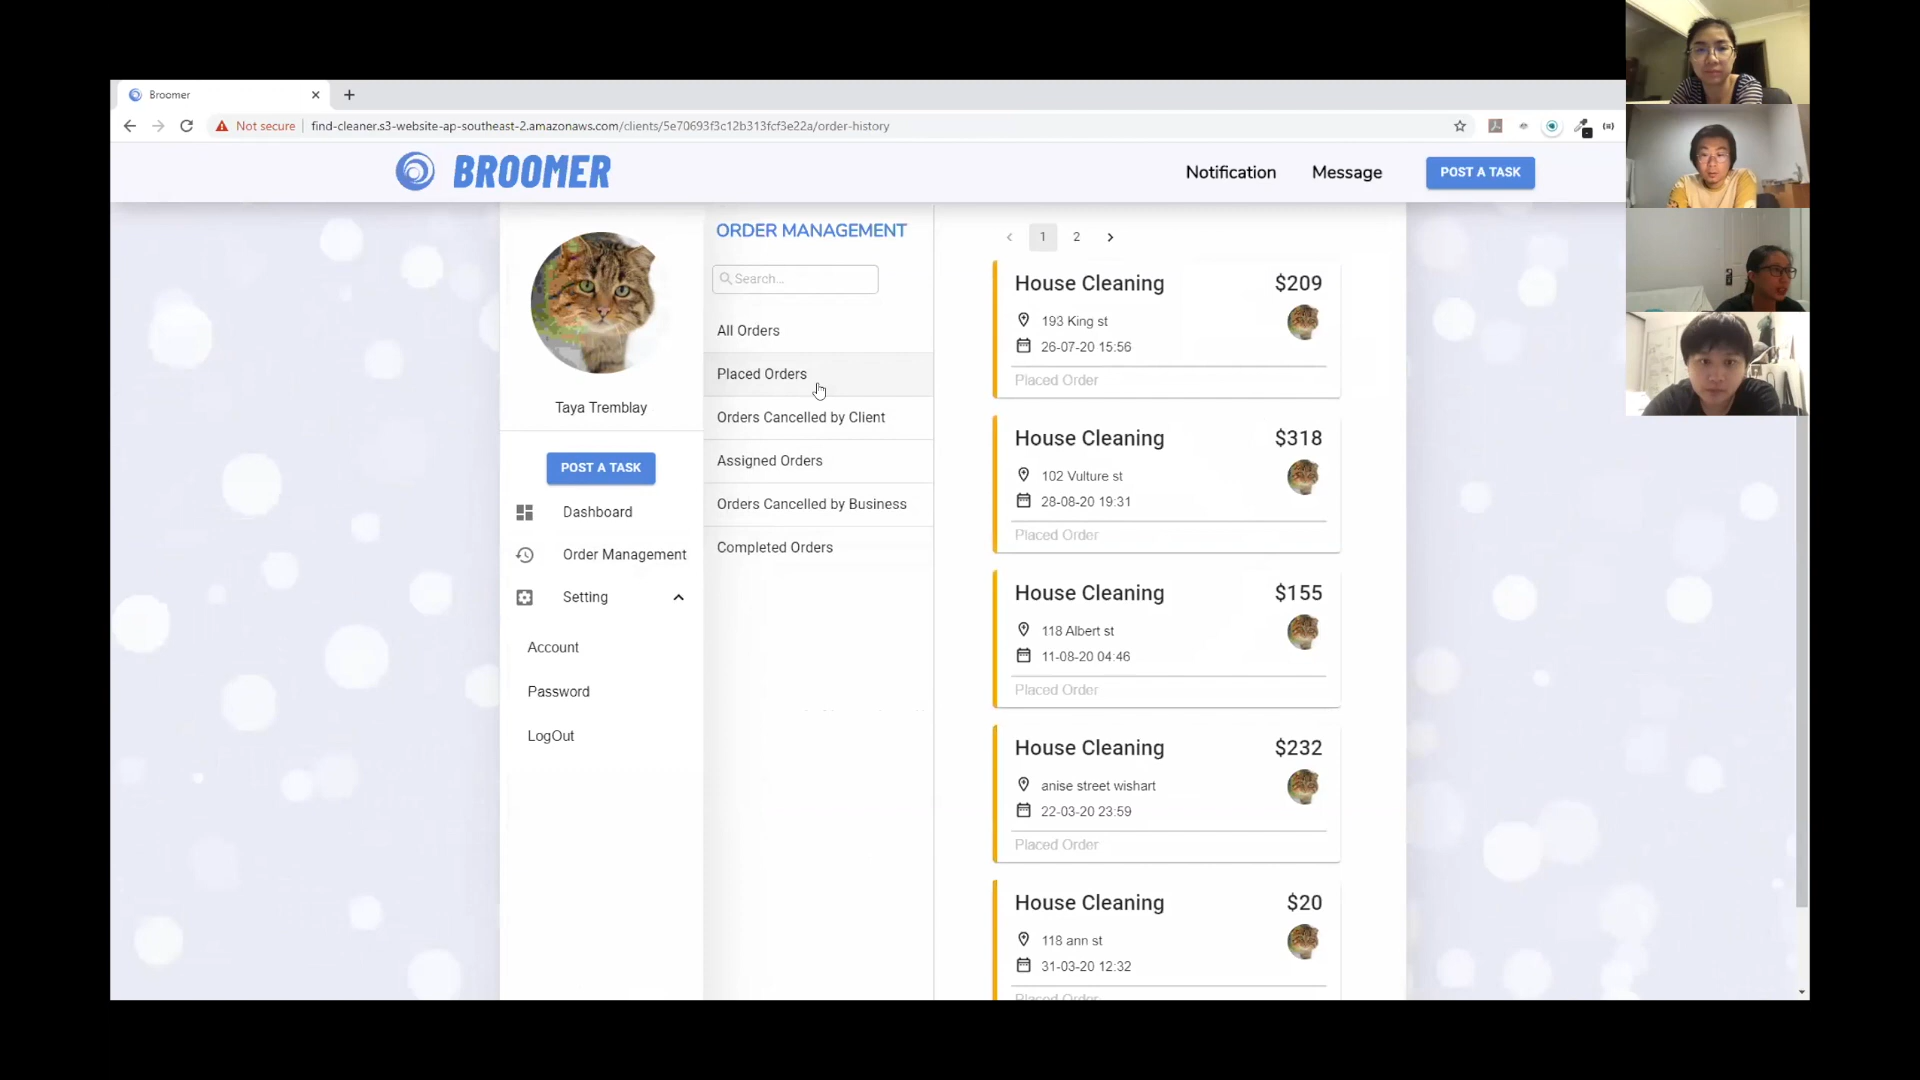 Broomer
Not secure
find-cleaner.s3-website-ap-southeast-2.amazonaws.com/clients/5e70693f3c12b313fcf3e22a/order-history
BROOMER
Notification
Message
POST A TASK
Taya Tremblay
POST A TASK
Dashboard
Order Management
Setting
Account
Password
LogOut
ORDER MANAGEMENT
Search...
All Orders
Placed Orders
Orders Cancelled by Client
Assigned Orders
Orders Cancelled by Business
Completed Orders
1 2
House Cleaning $209
193 King st
26-07-20 15:56
Placed Order
House Cleaning $318
102 Vulture st
28-08-20 19:31
Placed Order
House Cleaning $155
118 Albert st
11-08-20 04:46
Placed Order
House Cleaning $232
anise street wishart
22-03-20 23:59
Placed Order
House Cleaning $20
118 ann st
31-03-20 12:32
Placed Order